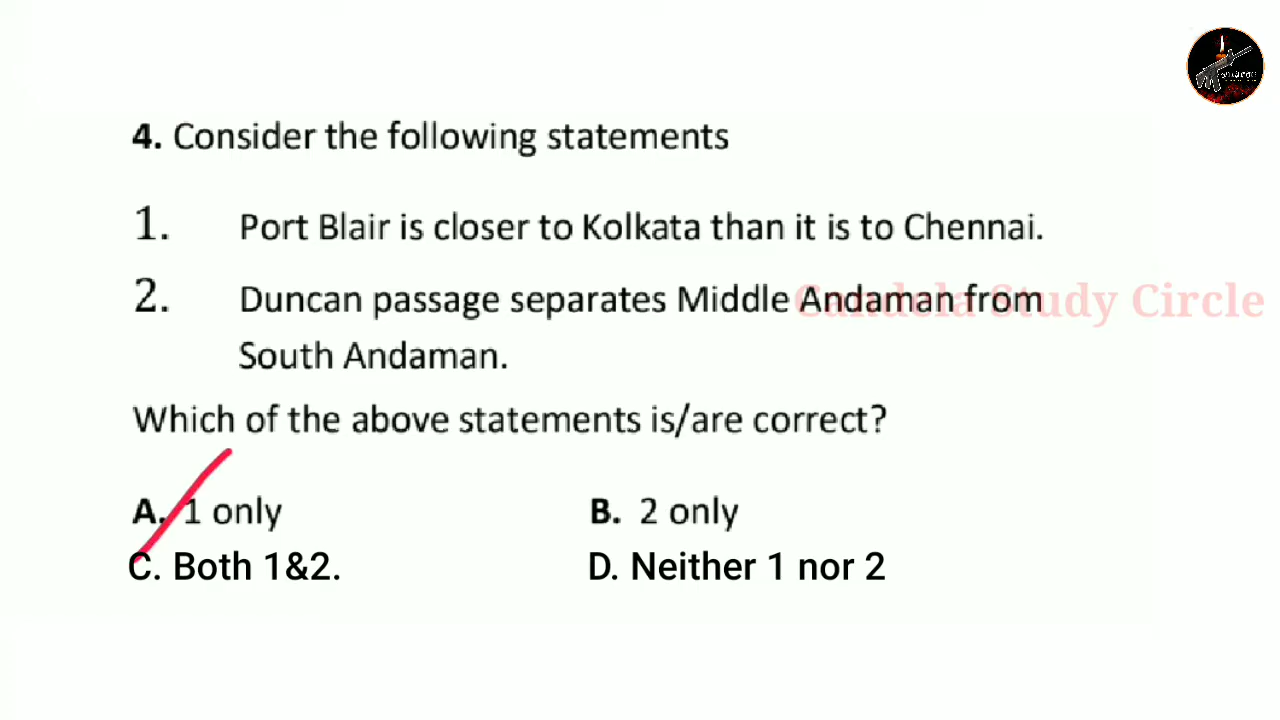 4. Consider the following statements
1. Port Blair is closer to Kolkata than it is to Chennai.
2. Duncan passage separates Middle Andaman from
Candela Study Circle
South Andaman.
Which of the above statements is/are correct?
A. 1 only B. 2 only
C. Both 1&2. D. Neither 1 nor 2